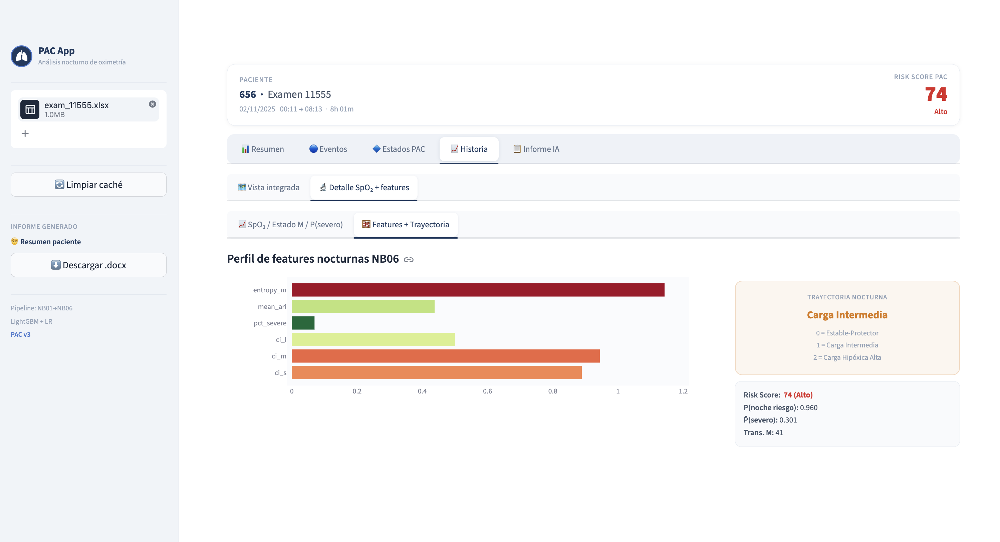 PAC App
Análisis nocturno de oximetría
exam_11555.xlsx
1.0MB
Limpiar caché
INFORME GENERADO
Resumen paciente
Descargar .docx
Pipeline: NB01→NB06
LightGBM + LR
PAC v3
PACIENTE
656 · Examen 11555
02/11/2025 00:11 → 08:13 · 8h 01m
RISK SCORE PAC
74
Alto
Resumen
Eventos
Estados PAC
Historia
Informe IA
Vista integrada
Detalle SpO₂ + features
SpO₂ / Estado M / P(severo)
Features + Trayectoria
Perfil de features nocturnas NB06
entropy_m
mean_ari
pct_severe
ci_l
ci_m
ci_s
0 0.2 0.4 0.6 0.8 1 1.2
TRAYECTORIA NOCTURNA
Carga Intermedia
0 = Estable-Protector
1 = Carga Intermedia
2 = Carga Hipóxica Alta
Risk Score: 74 (Alto)
P(noche riesgo): 0.960
P̄(severo): 0.301
Trans. M: 41